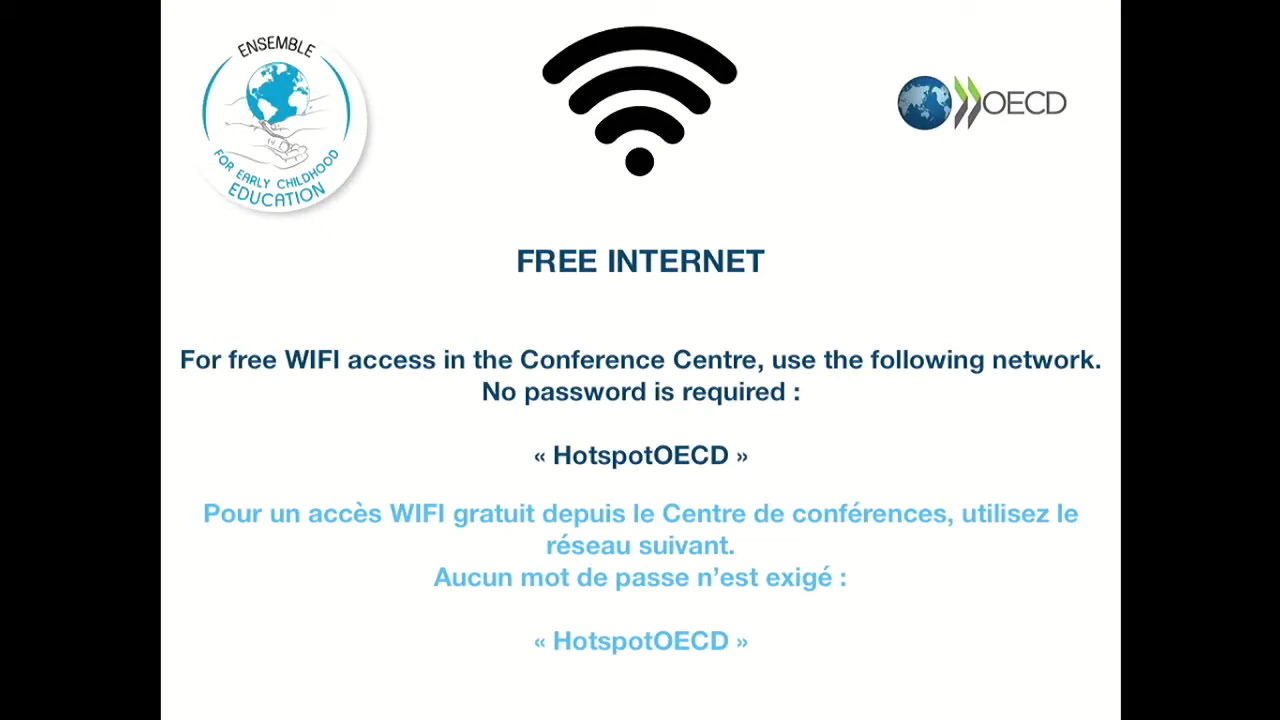 ENSEMBLE
FOR EARLY CHILDHOOD
EDUCATION
OECD
FREE INTERNET
For free WIFI access in the Conference Centre, use the following network.
No password is required :
« HotspotOECD »
Pour un accès WIFI gratuit depuis le Centre de conférences, utilisez le
réseau suivant.
Aucun mot de passe n’est exigé :
« HotspotOECD »